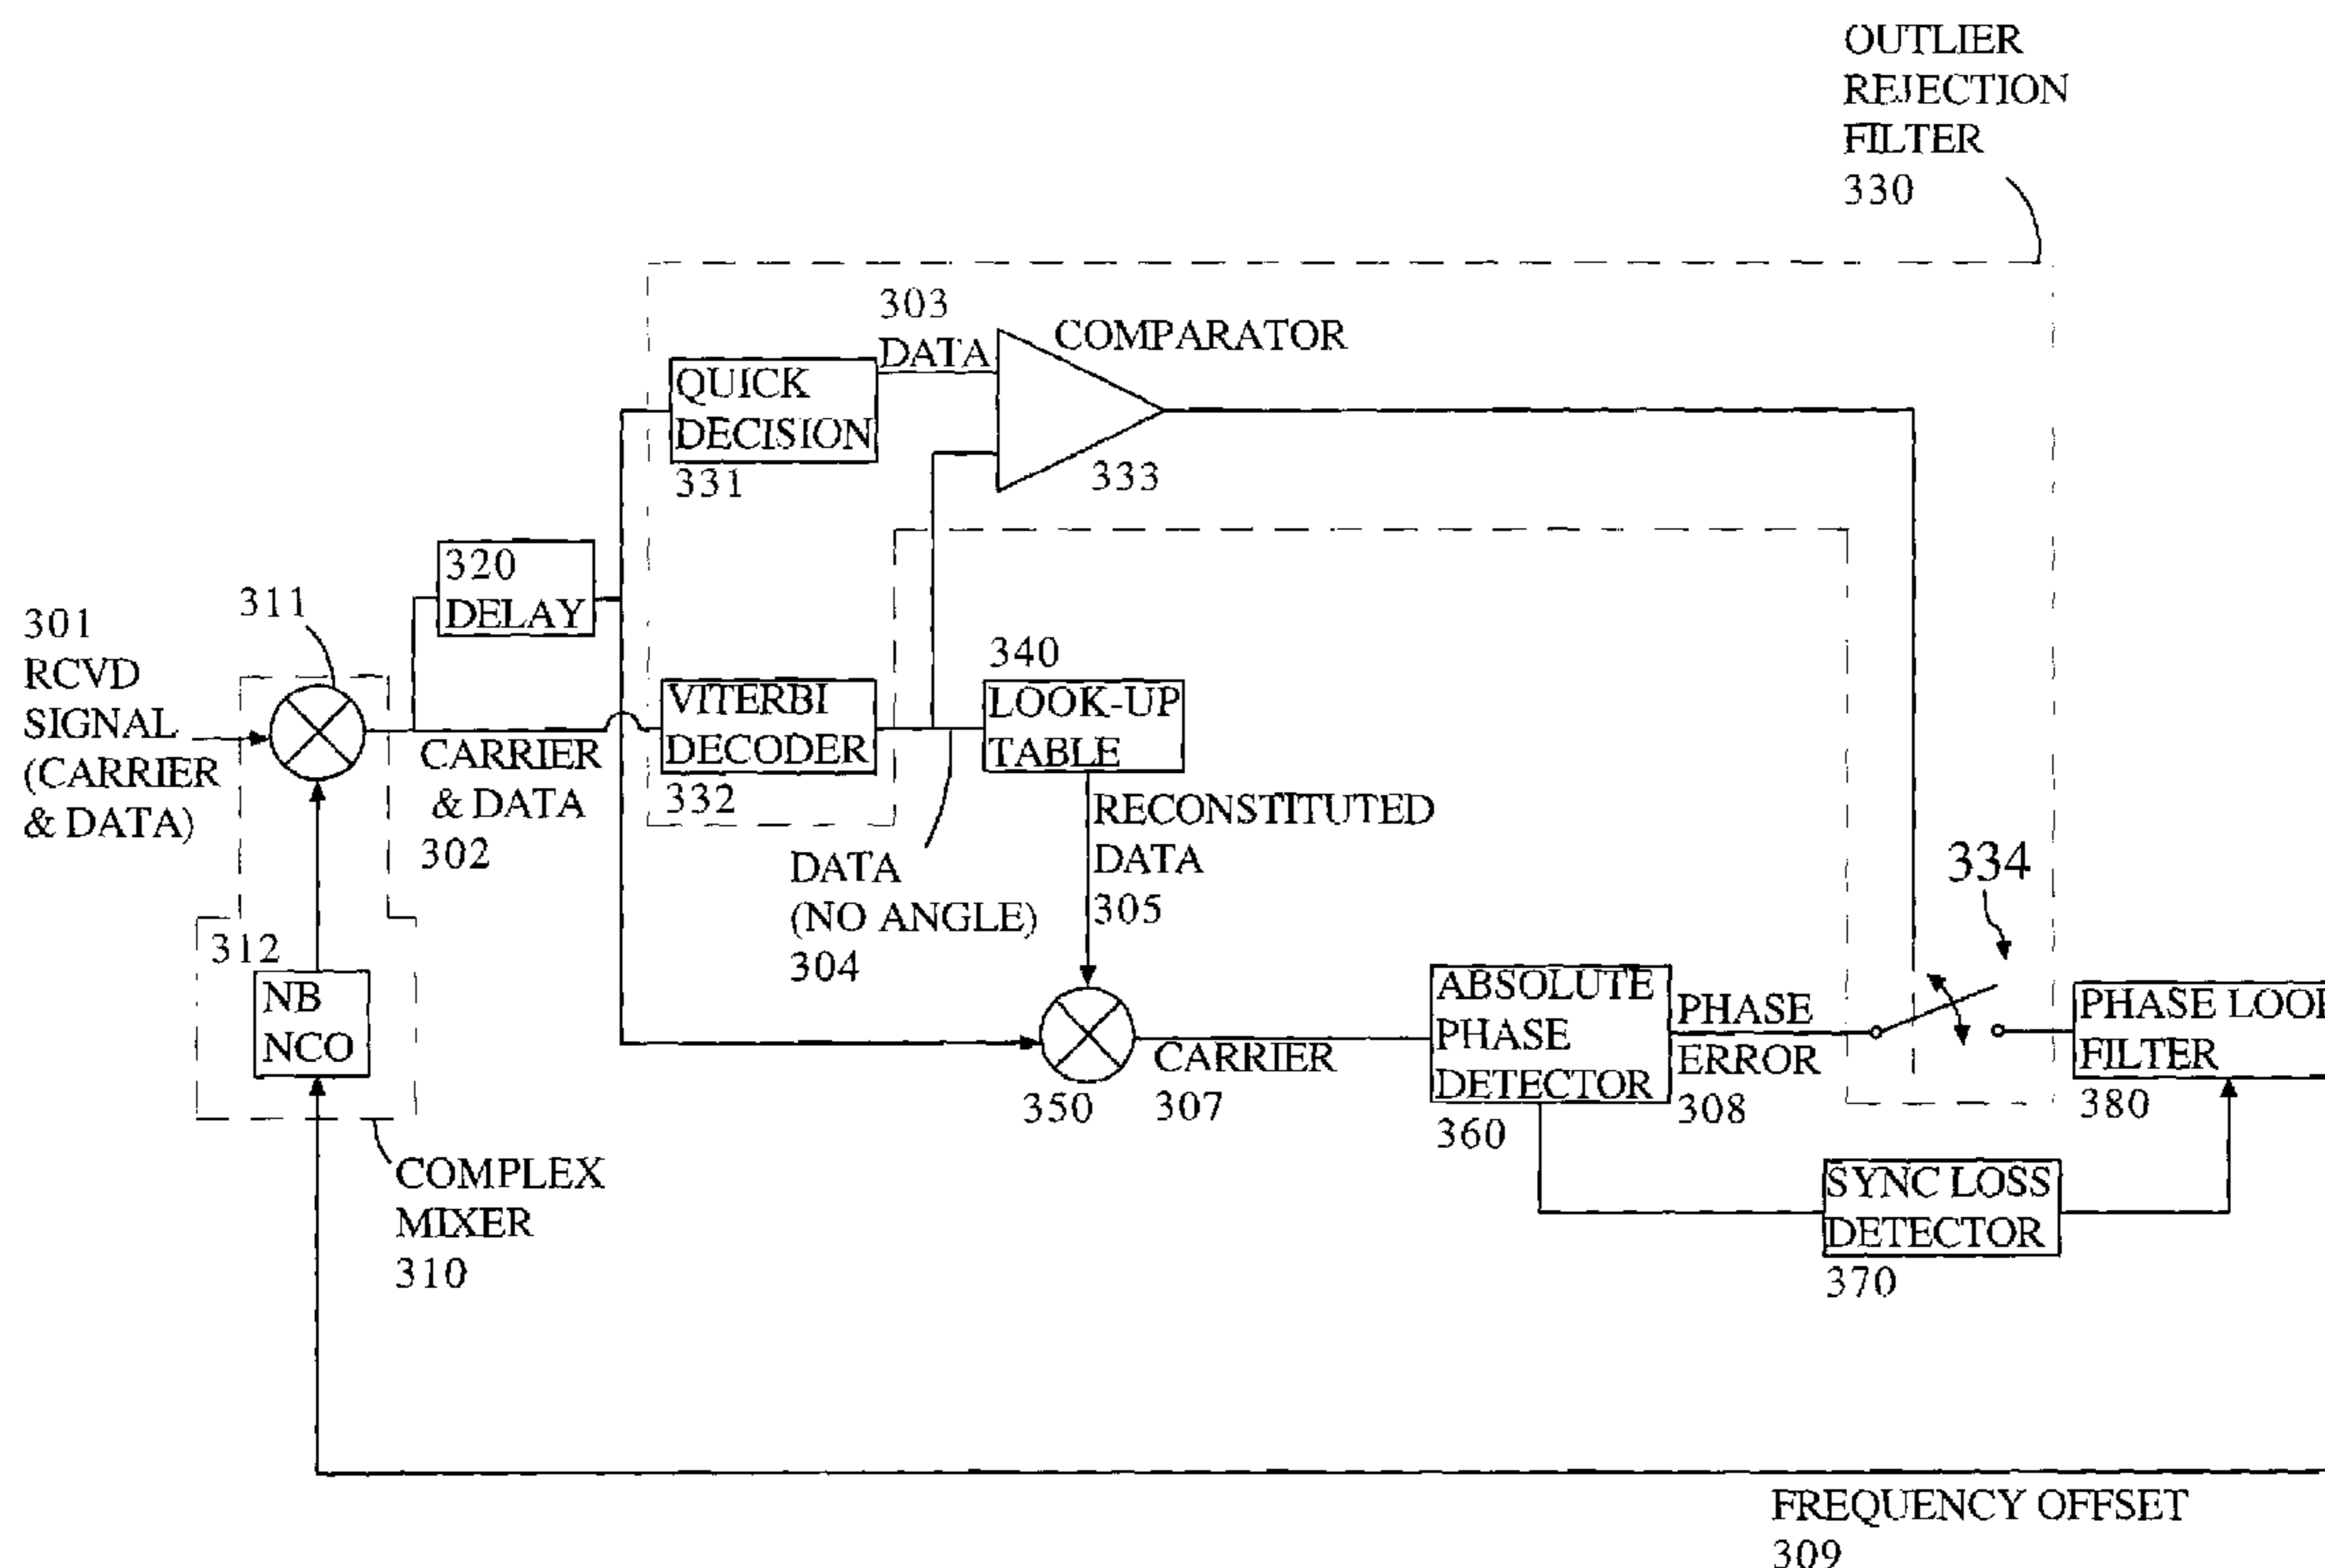 OUTLIER
REJECTION
FILTER
330
303
DATA
COMPARATOR
QUICK
DECISION
331
333
320
DELAY
311
301
RCVD
SIGNAL
(CARRIER
& DATA)
340
VITERBI
DECODER
332
LOOK-UP
TABLE
CARRIER
& DATA
302
RECONSTITUTED
DATA
305
DATA
(NO ANGLE)
304
334
312
NB
NCO
ABSOLUTE
PHASE
DETECTOR
360
PHASE
ERROR
308
PHASE LOOP
FILTER
380
CARRIER
307
350
COMPLEX
MIXER
310
SYNC LOSS
DETECTOR
370
FREQUENCY OFFSET
309